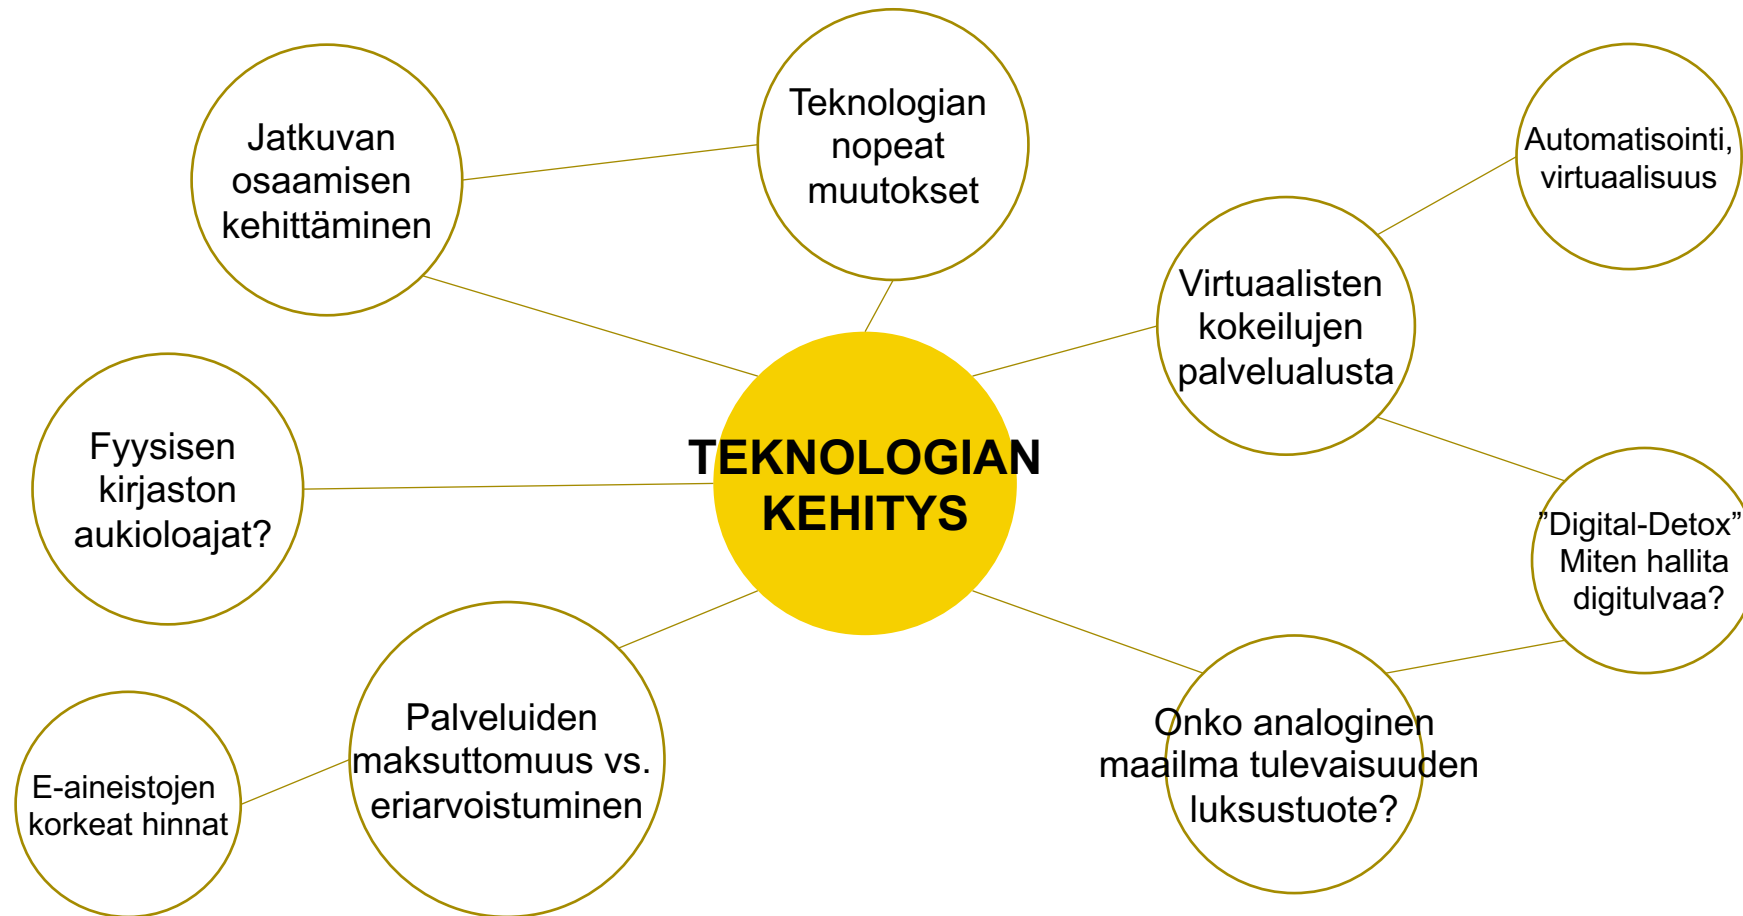 Jatkuvan
osaamisen
kehittäminen
Teknologian
nopeat
muutokset
Automatisointi,
virtuaalisuus
Virtuaalisten
kokeilujen
palvelualusta
Fyysisen
kirjaston
aukioloajat?
TEKNOLOGIAN
KEHITYS
”Digital-Detox”
Miten hallita
digitulvaa?
E-aineistojen
korkeat hinnat
Palveluiden
maksuttomuus vs.
eriarvoistuminen
Onko analoginen
maailma tulevaisuuden
luksustuote?